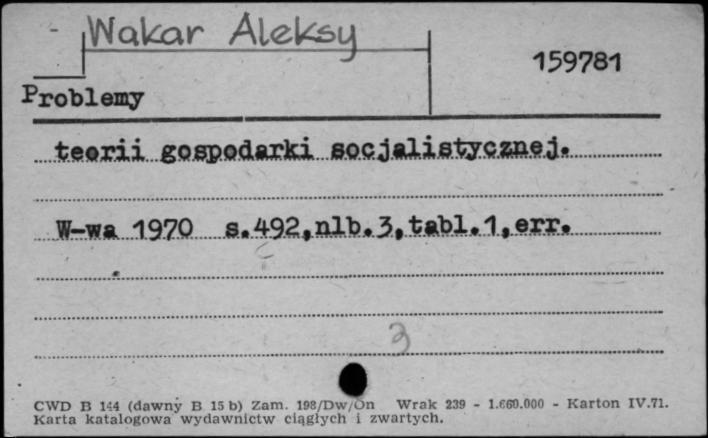 Wakar Aleksy
159781
Problemy
teorii gospodarki socjalistycznej.
W-wa 1970 s.492,nlb.3,tabl.1,err.
3
CWD B 144 (dawny B 15 b) Zam. 198/Dw/On Wrak 239 - 1.660.000 - Karton IV.71.
Karta katalogowa wydawnictw ciągłych i zwartych.